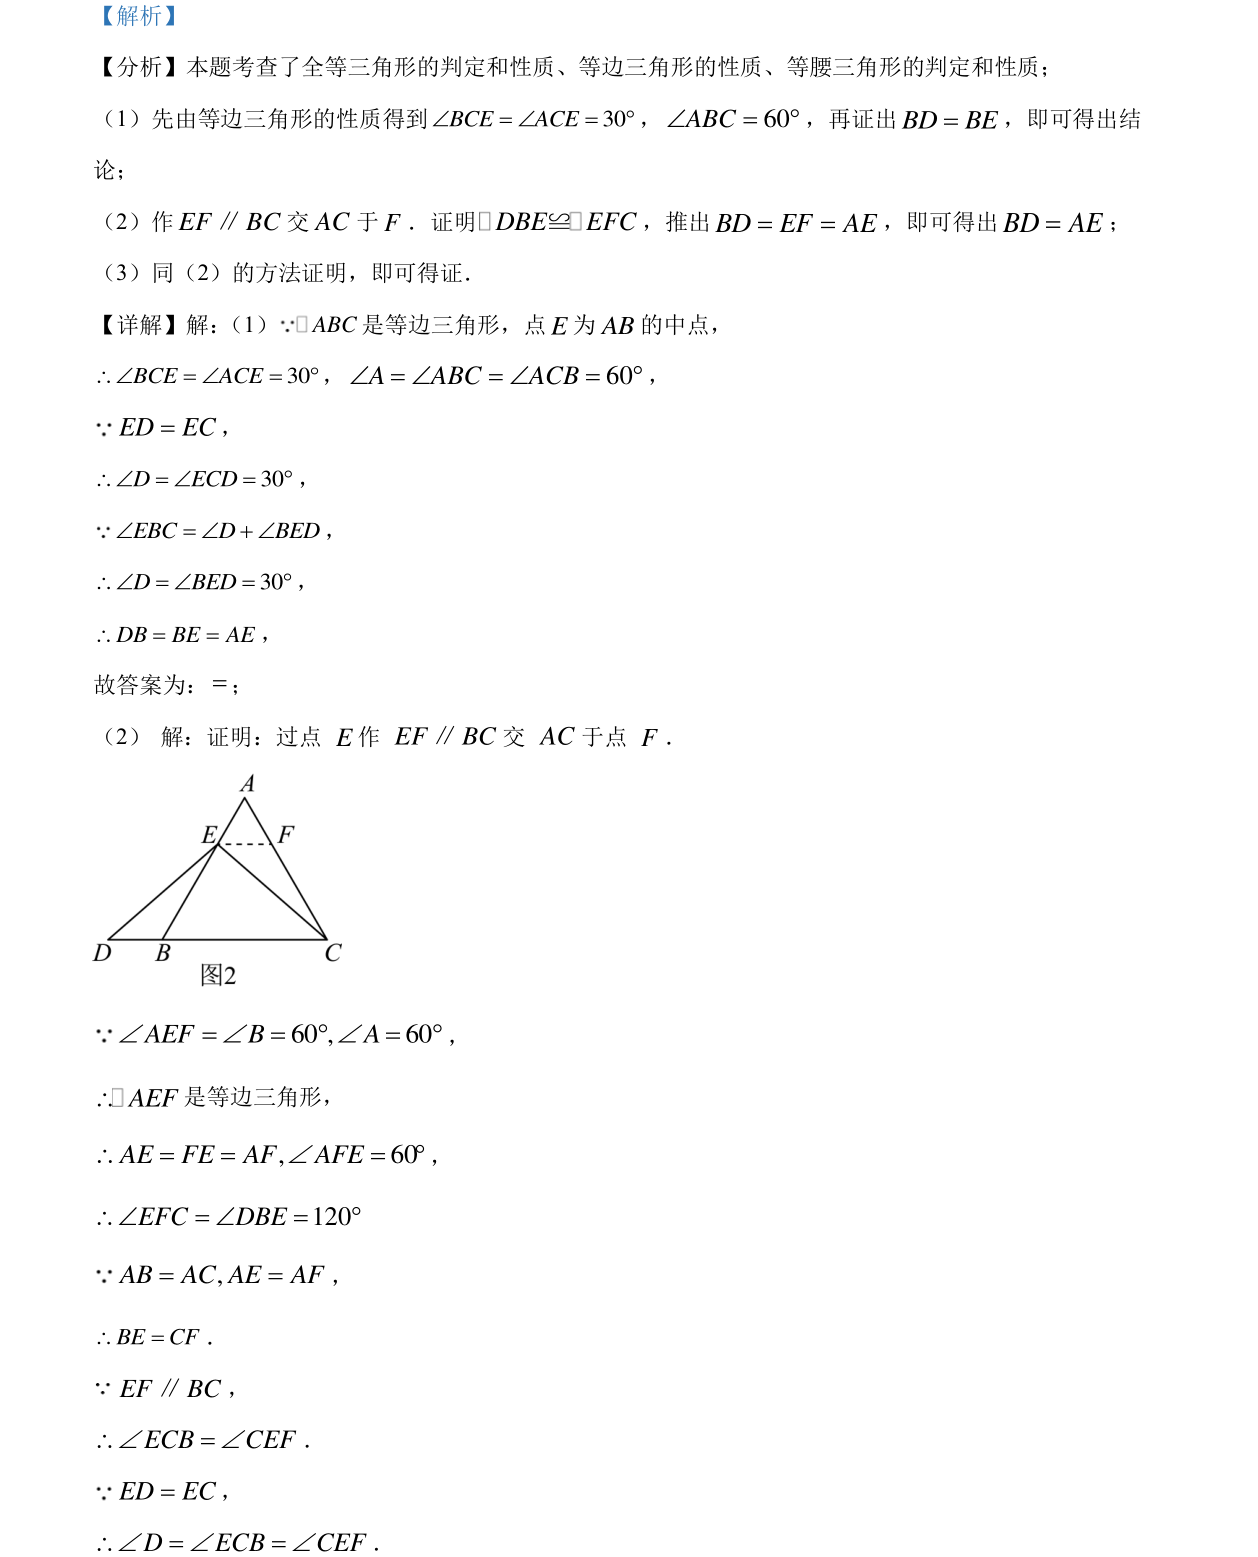 【解析】
【分析】本题考查了全等三角形的判定和性质、等边三角形的性质、等腰三角形的判定和性质；
（1）先由等边三角形的性质得到∠BCE=∠ACE=30°，∠ABC=60°，再证出BD=BE，即可得出结
论；
（2）作EF∥BC交AC于F．证明□DBE≌□EFC，推出BD=EF=AE，即可得出BD=AE；
（3）同（2）的方法证明，即可得证．
【详解】解：（1）∵□ABC是等边三角形，点E为AB的中点，
∴∠BCE=∠ACE=30°，∠A=∠ABC=∠ACB=60°，
∵ED=EC，
∴∠D=∠ECD=30°，
∵∠EBC=∠D+∠BED，
∴∠D=∠BED=30°，
∴DB=BE=AE，
故答案为：=；
（2） 解：证明：过点 E作 EF∥BC交 AC于点 F．
A
E F
D B C
图2
∵∠AEF=∠B=60°,∠A=60°，
∴□AEF是等边三角形，
∴AE=FE=AF,∠AFE=60°，
∴∠EFC=∠DBE=120°
∵AB=AC,AE=AF，
∴BE=CF．
∵EF∥BC，
∴∠ECB=∠CEF．
∵ED=EC，
∴∠D=∠ECB=∠CEF．